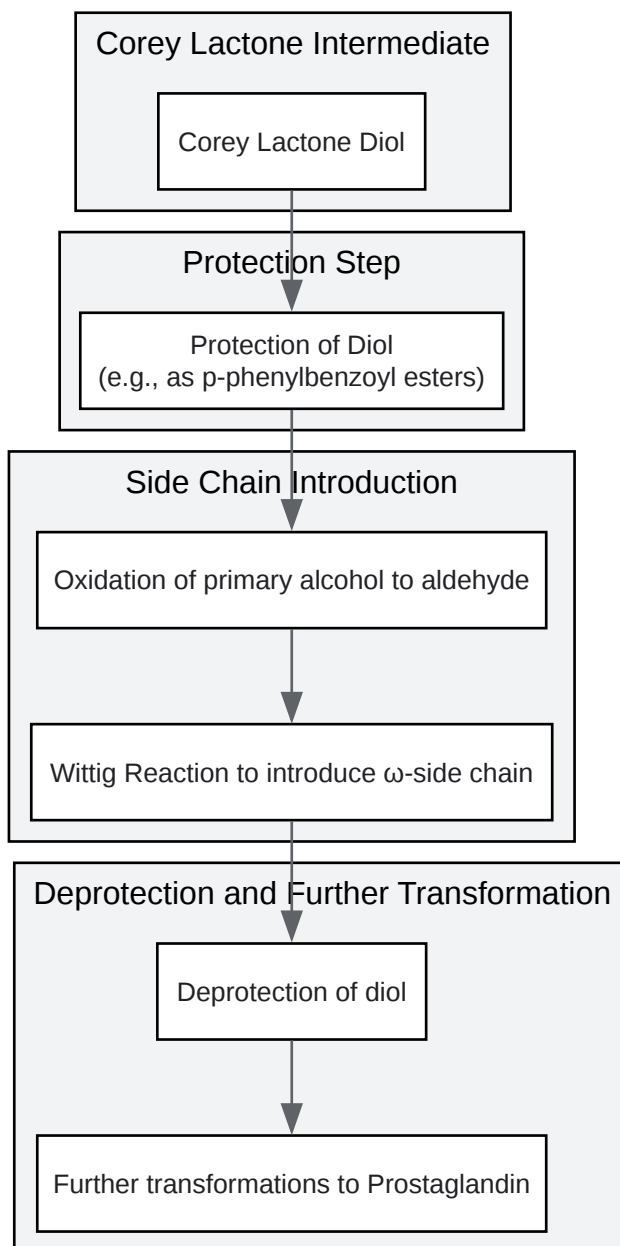 Corey Lactone Intermediate
Corey Lactone Diol
Protection Step
Protection of Diol
(e.g., as p-phenylbenzoyl esters)
Side Chain Introduction
Oxidation of primary alcohol to aldehyde
Wittig Reaction to introduce ω-side chain
Deprotection and Further Transformation
Deprotection of diol
Further transformations to Prostaglandin